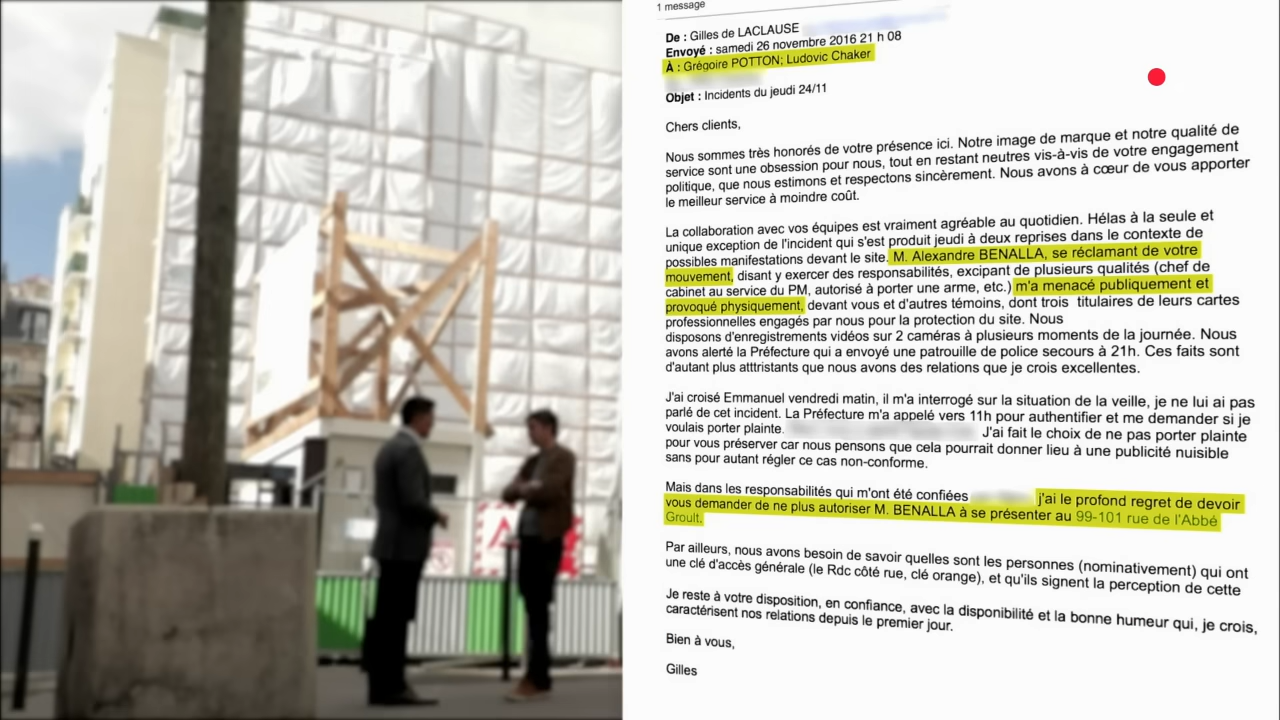 1 message
De : Gilles de LACLAUSE
Envoyé : samedi 26 novembre 2016 21 h 08
À : Grégoire POTTON; Ludovic Chaker
Objet : Incidents du jeudi 24/11
Chers clients,
Nous sommes très honorés de votre présence ici. Notre image de marque et notre qualité de
service sont une obsession pour nous, tout en restant neutres vis-à-vis de votre engagement
politique, que nous estimons et respectons sincèrement. Nous avons à cœur de vous apporter
le meilleur service à moindre coût.
La collaboration avec vos équipes est vraiment agréable au quotidien. Hélas à la seule et
unique exception de l'incident qui s'est produit jeudi à deux reprises dans le contexte de
possibles manifestations devant le site. M. Alexandre BENALLA, se réclamant de votre
mouvement, disant y exercer des responsabilités, excipant de plusieurs qualités (chef de
cabinet au service du PM, autorisé à porter une arme, etc.) m'a menacé publiquement et
provoqué physiquement, devant vous et d'autres témoins, dont trois titulaires de leurs cartes
professionnelles engagés par nous pour la protection du site. Nous
disposons d'enregistrements vidéos sur 2 caméras à plusieurs moments de la journée. Nous
avons alerté la Préfecture qui a envoyé une patrouille de police secours à 21h. Ces faits sont
d'autant plus atttristants que nous avons des relations que je crois excellentes.
J'ai croisé Emmanuel vendredi matin, il m'a interrogé sur la situation de la veille, je ne lui ai pas
parlé de cet incident. La Préfecture m'a appelé vers 11h pour authentifier et me demander si je
voulais porter plainte. J'ai fait le choix de ne pas porter plainte
pour vous préserver car nous pensons que cela pourrait donner lieu à une publicité nuisible
sans pour autant régler ce cas non-conforme.
Mais dans les responsabilités qui m'ont été confiées j'ai le profond regret de devoir
vous demander de ne plus autoriser M. BENALLA à se présenter au 99-101 rue de l'Abbé
Groult.
Par ailleurs, nous avons besoin de savoir quelles sont les personnes (nominativement) qui ont
une clé d'accès générale (le Rdc côté rue, clé orange), et qu'ils signent la perception de cette
Je reste à votre disposition, en confiance, avec la disponibilité et la bonne humeur qui, je crois,
caractérisent nos relations depuis le premier jour.
Bien à vous,
Gilles